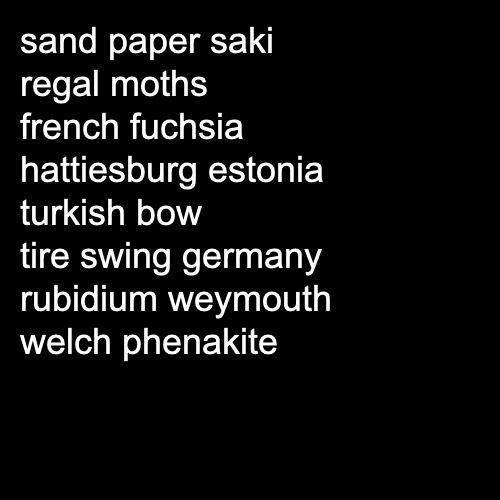 sand paper saki
regal moths
french fuchsia
hattiesburg estonia
turkish bow
tire swing germany
rubidium weymouth
welch phenakite